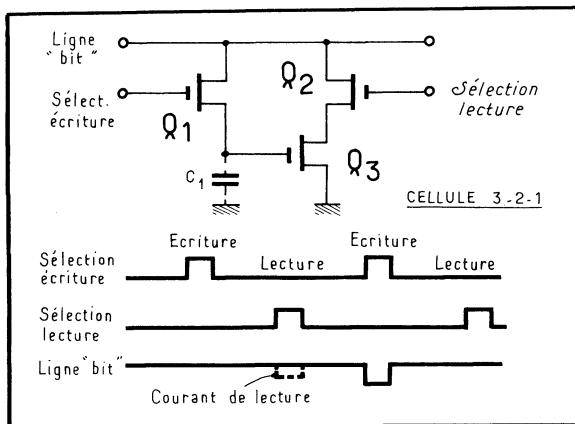 Ligne
"bit"
Sélect.
écriture
Q1
Q2
Sélection
lecture
Q3
C1
CELLULE 3-2-1
Ecriture
Ecriture
Sélection
écriture
Lecture
Lecture
Sélection
lecture
Ligne "bit"
Courant de lecture